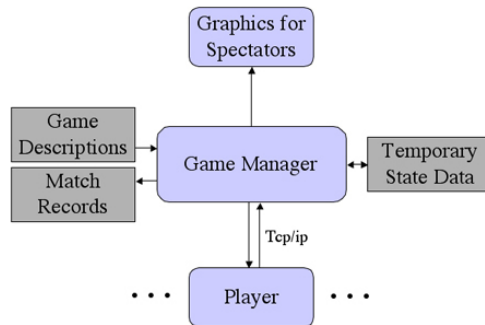 Graphics for
Spectators
Game
Descriptions
Match
Records
Game Manager
Temporary
State Data
Tcp/ip
Player